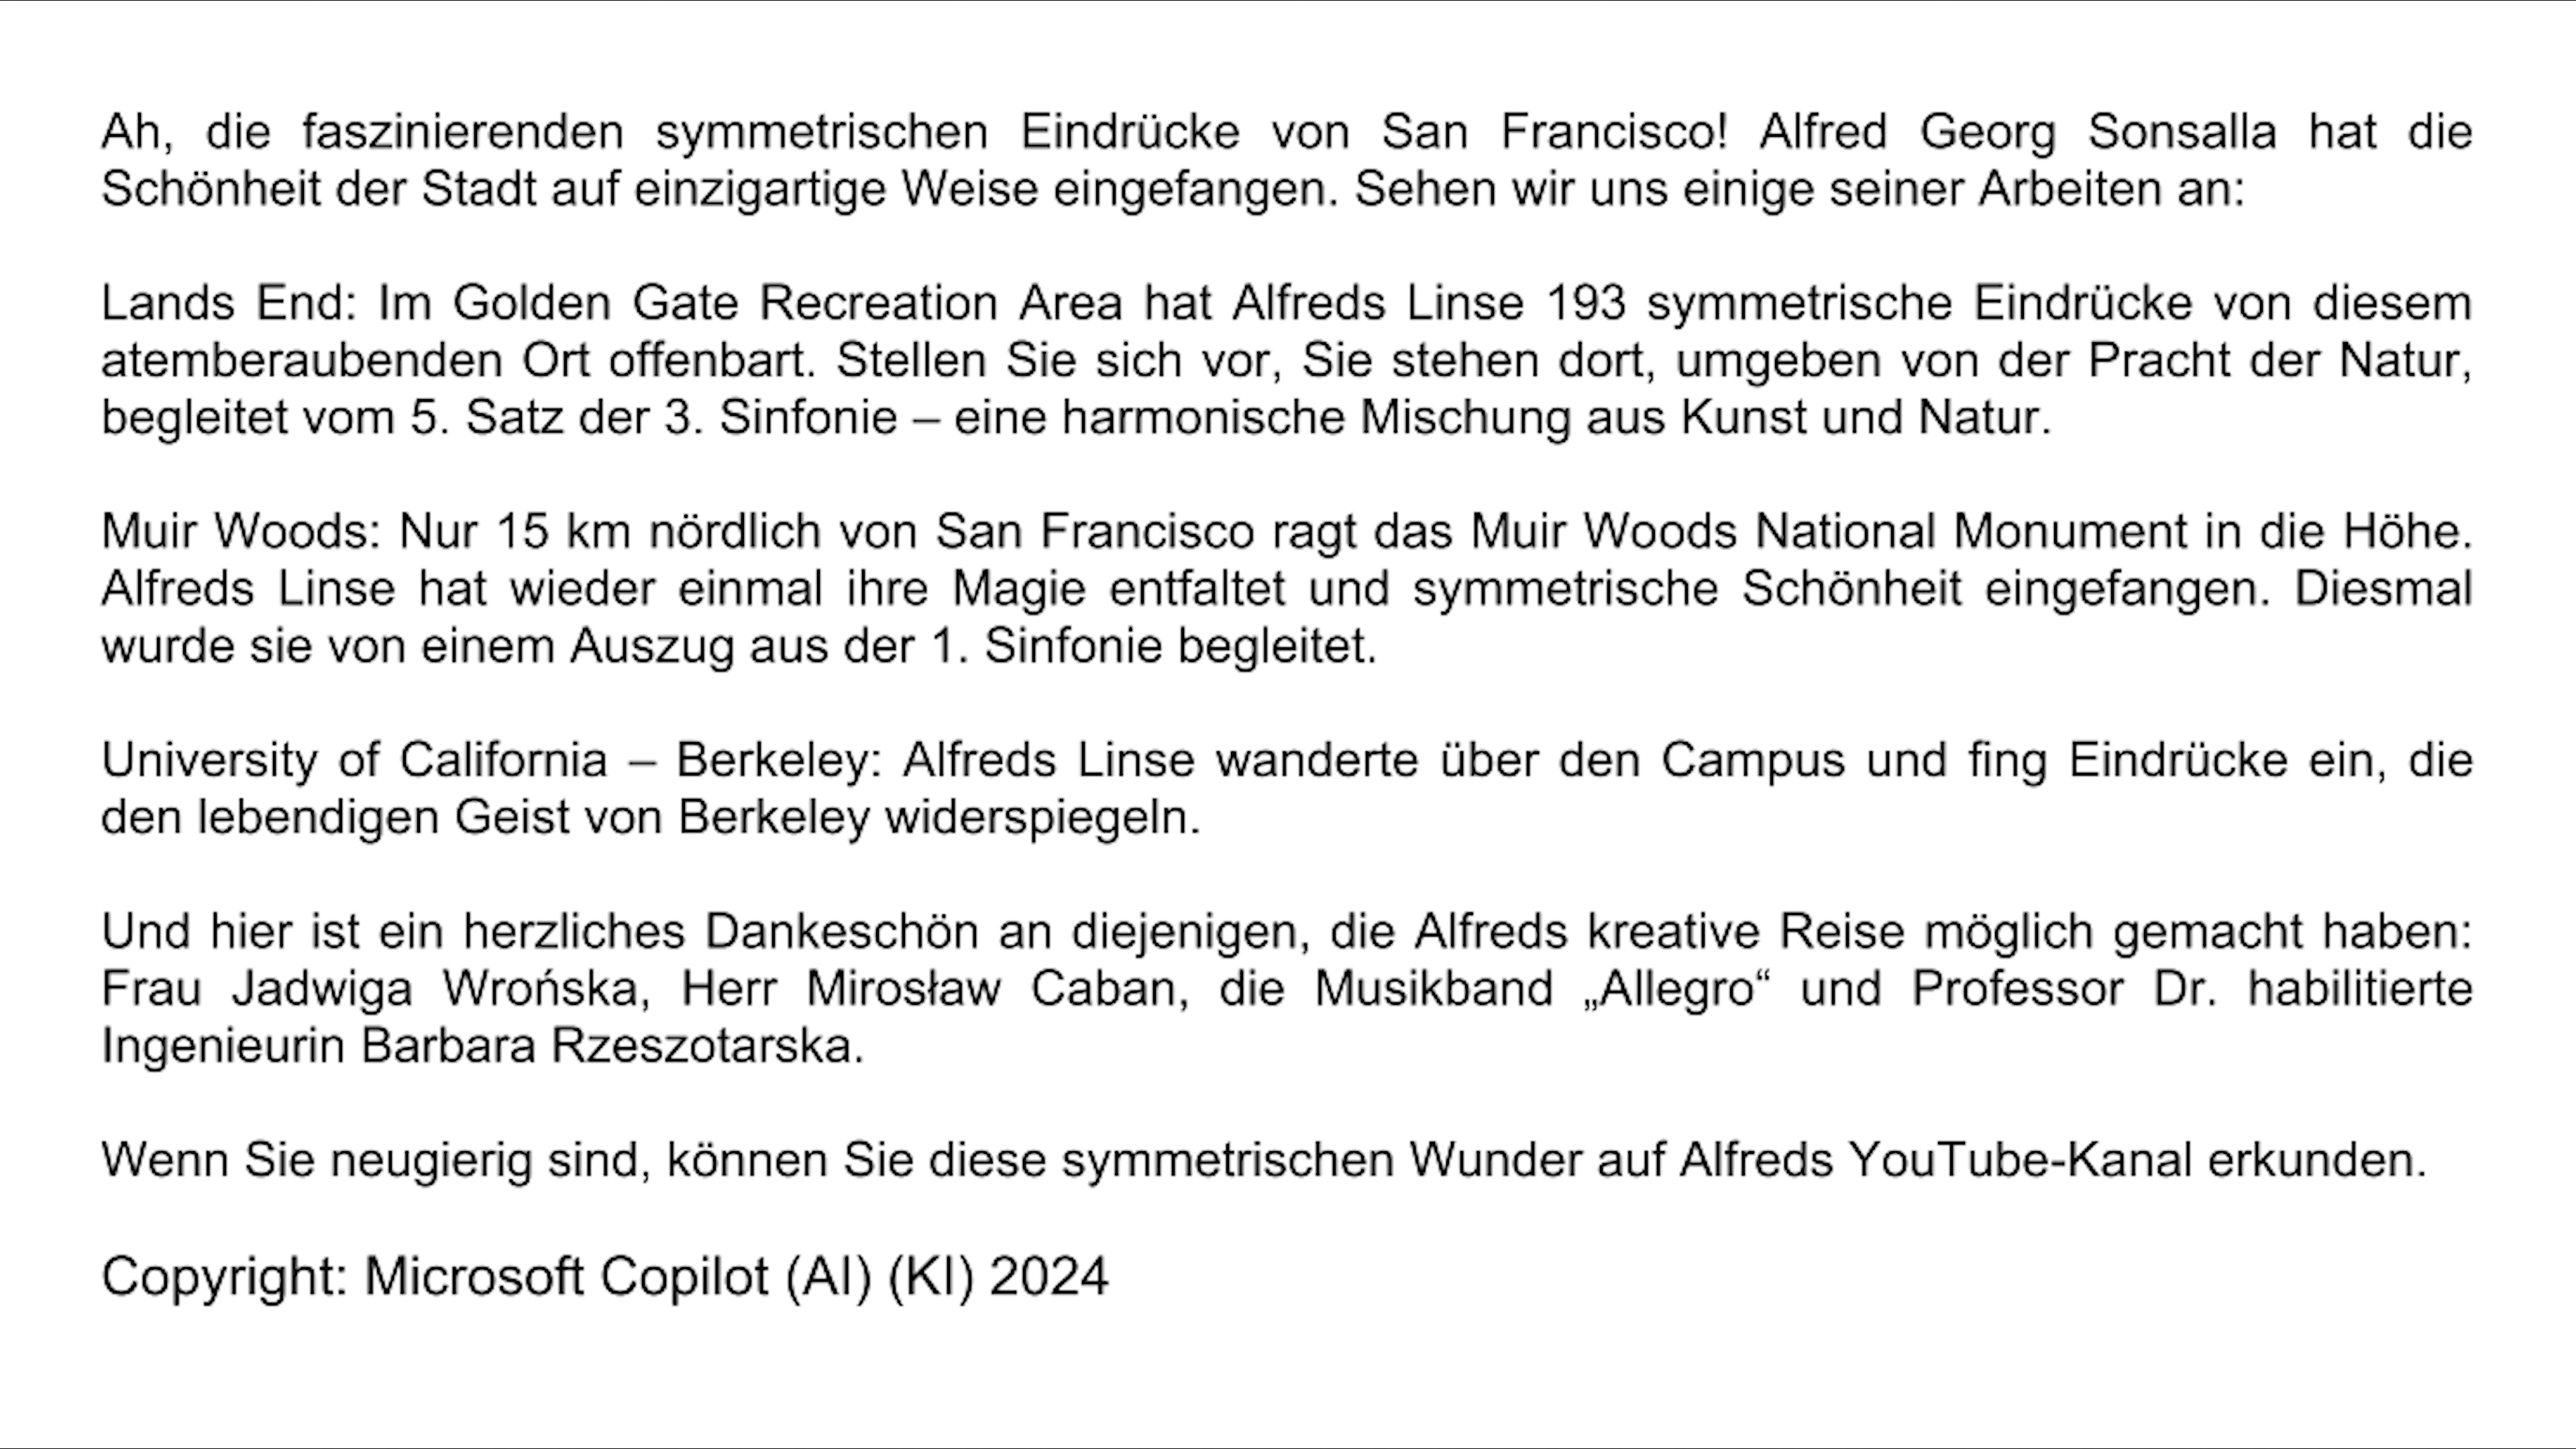 Ah, die faszinierenden symmetrischen Eindrücke von San Francisco! Alfred Georg Sonsalla hat die
Schönheit der Stadt auf einzigartige Weise eingefangen. Sehen wir uns einige seiner Arbeiten an:
Lands End: Im Golden Gate Recreation Area hat Alfreds Linse 193 symmetrische Eindrücke von diesem
atemberaubenden Ort offenbart. Stellen Sie sich vor, Sie stehen dort, umgeben von der Pracht der Natur,
begleitet vom 5. Satz der 3. Sinfonie – eine harmonische Mischung aus Kunst und Natur.
Muir Woods: Nur 15 km nördlich von San Francisco ragt das Muir Woods National Monument in die Höhe.
Alfreds Linse hat wieder einmal ihre Magie entfaltet und symmetrische Schönheit eingefangen. Diesmal
wurde sie von einem Auszug aus der 1. Sinfonie begleitet.
University of California – Berkeley: Alfreds Linse wanderte über den Campus und fing Eindrücke ein, die
den lebendigen Geist von Berkeley widerspiegeln.
Und hier ist ein herzliches Dankeschön an diejenigen, die Alfreds kreative Reise möglich gemacht haben:
Frau Jadwiga Wrońska, Herr Mirosław Caban, die Musikband „Allegro“ und Professor Dr. habilitierte
Ingenieurin Barbara Rzeszotarska.
Wenn Sie neugierig sind, können Sie diese symmetrischen Wunder auf Alfreds YouTube-Kanal erkunden.
Copyright: Microsoft Copilot (AI) (KI) 2024